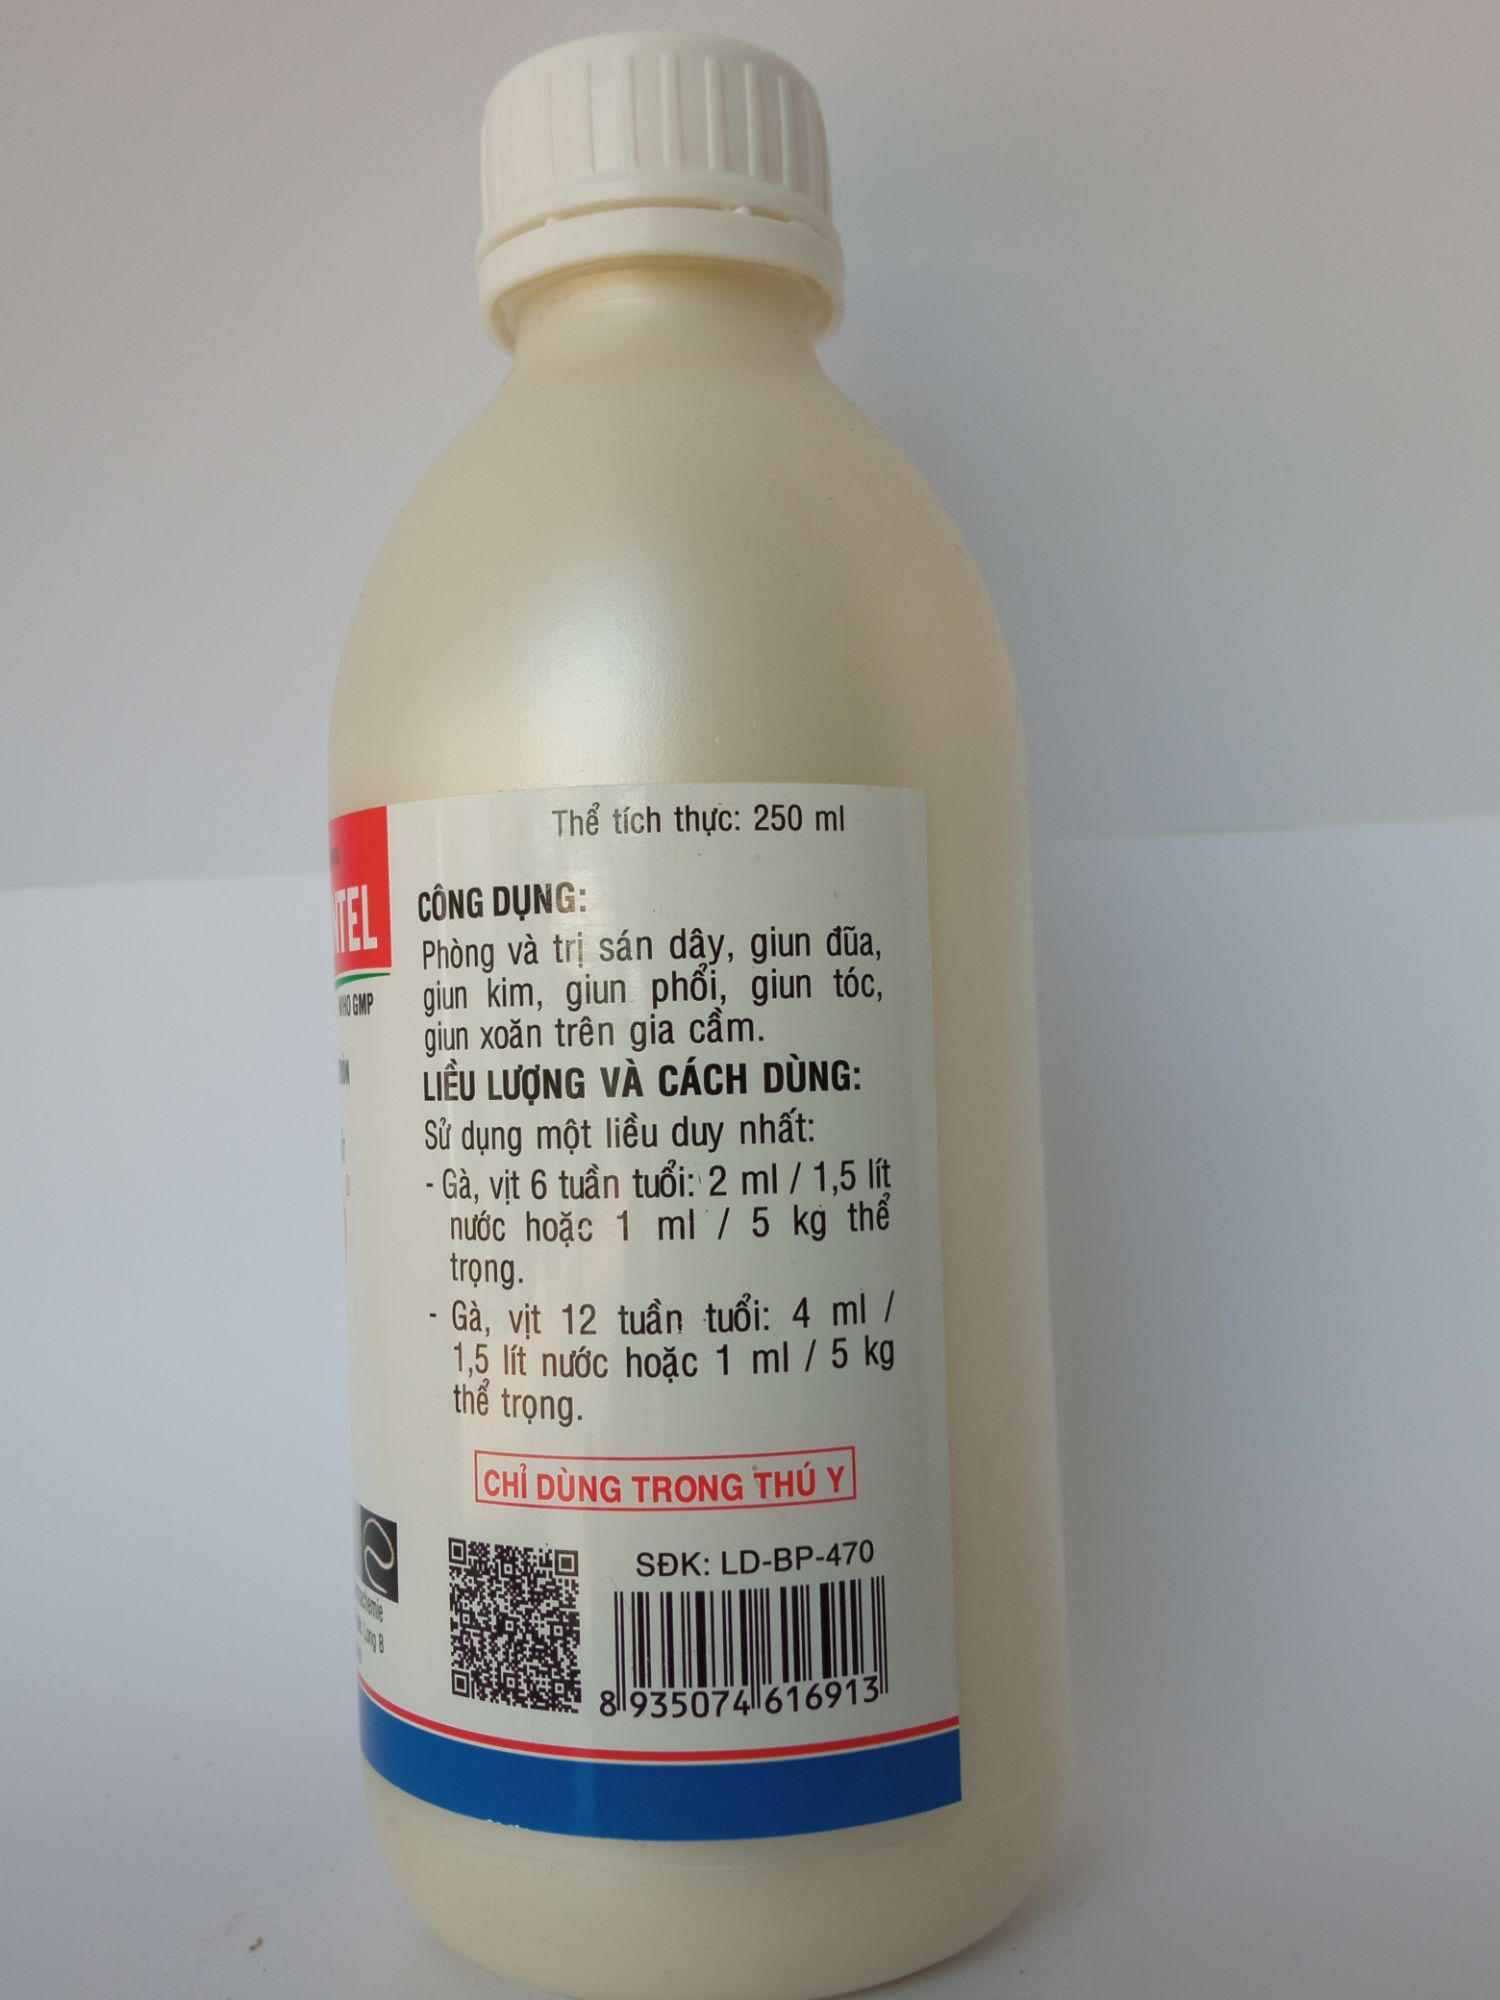 Thể tích thực: 250 ml
NTEL
WHO GMP
CÔNG DỤNG:
Phòng và trị sán dây, giun đũa,
giun kim, giun phổi, giun tóc,
giun xoăn trên gia cầm.
LIỀU LƯỢNG VÀ CÁCH DÙNG:
Sử dụng một liều duy nhất:
- Gà, vịt 6 tuần tuổi: 2 ml / 1,5 lít
nước hoặc 1 ml / 5 kg thể
trọng.
- Gà, vịt 12 tuần tuổi: 4 ml /
1,5 lít nước hoặc 1 ml / 5 kg
thể trọng.
CHỈ DÙNG TRONG THÚ Y
SĐK: LD-BP-470
8 935074 616913
Long B